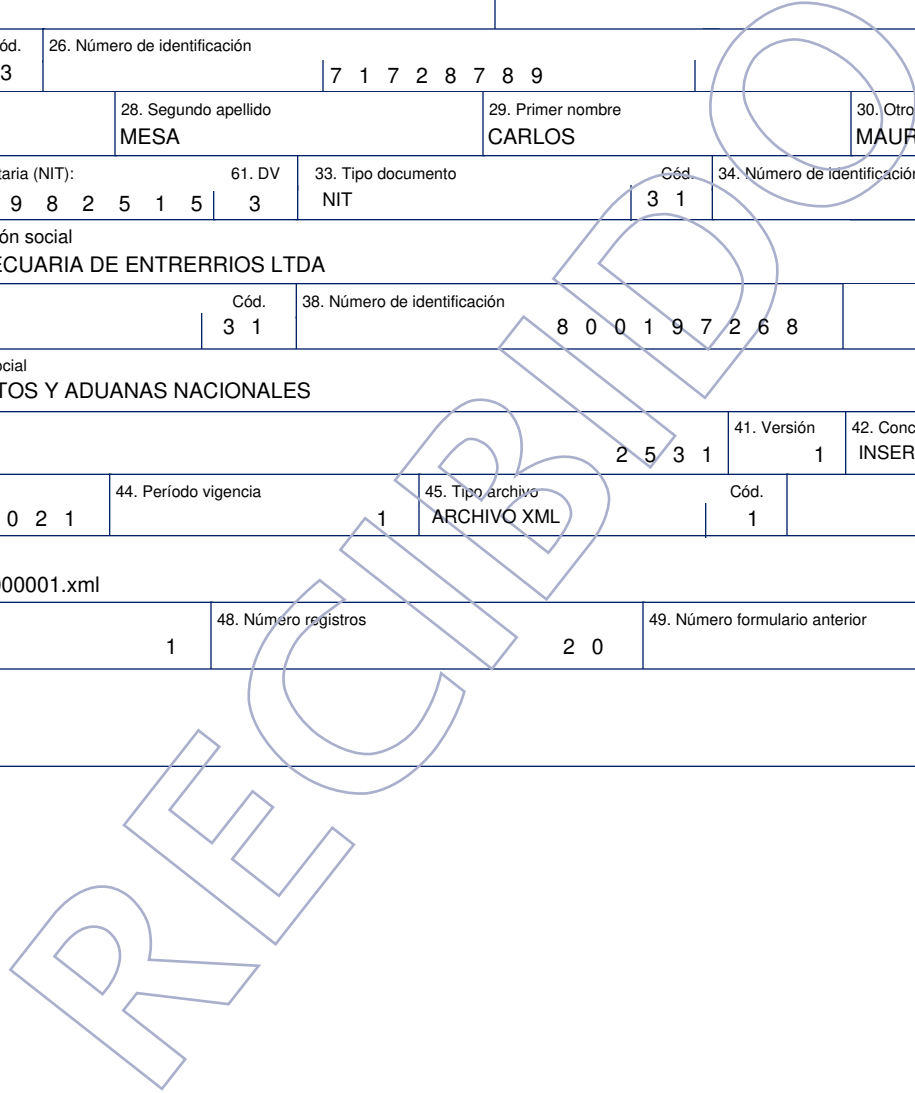 ód. 26. Número de identificación
3 7 1 7 2 8 7 8 9
28. Segundo apellido 29. Primer nombre 30. Otro
MESA CARLOS MAUR
taria (NIT): 61. DV 33. Tipo documento Cód. 34. Número de identificación
9 8 2 5 1 5 3 NIT 3 1
ón social
ECUARIA DE ENTRERRIOS LTDA
Cód. 38. Número de identificación
3 1 8 0 0 1 9 7 2 6 8
ocial
TOS Y ADUANAS NACIONALES
41. Versión 42. Conc
2 5 3 1 1 INSER
44. Período vigencia 45. Tipo archivo Cód.
0 2 1 1 ARCHIVO XML 1
000001.xml
48. Número registros 49. Número formulario anterior
1 2 0
RECIBIDO